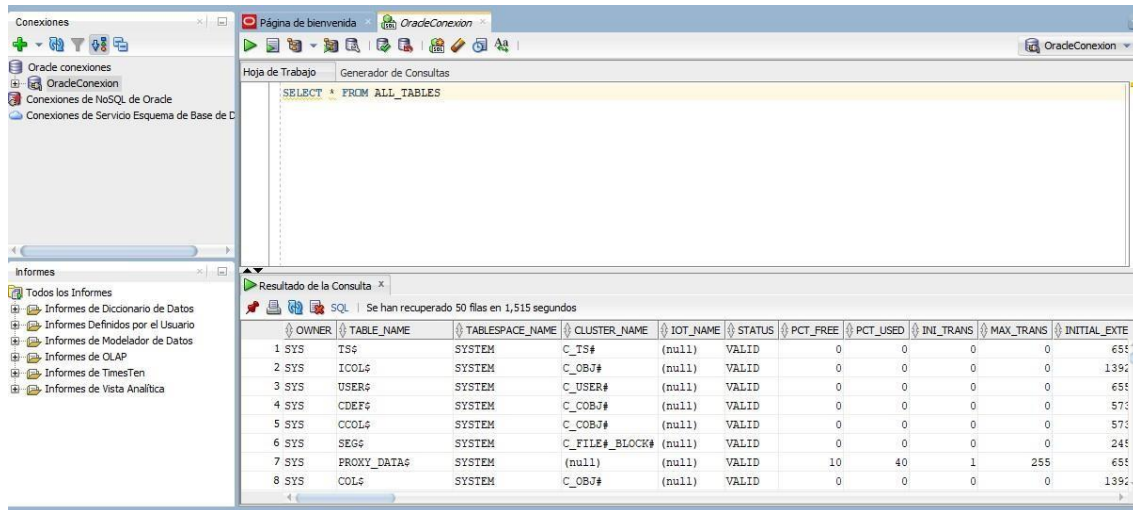 Conexiones
Orade conexiones
OracleConexion
Conexiones de NoSQL de Oracle
Conexiones de Servicio Esquema de Base de D
Informes
Todos los Informes
Informes de Diccionario de Datos
Informes Definidos por el Usuario
Informes de Modelador de Datos
Informes de OLAP
Informes de TimesTen
Informes de Vista Analítica
Página de bienvenida
OracleConexion
OracleConexion
Hoja de Trabajo Generador de Consultas
SELECT * FROM ALL_TABLES
Resultado de la Consulta x
SQL | Se han recuperado 50 filas en 1,515 segundos
OWNER TABLE_NAME TABLESPACE_NAME CLUSTER_NAME IOT_NAME STATUS PCT_FREE PCT_USED INI_TRANS MAX_TRANS INITIAL_EXTE
1 SYS TS$ SYSTEM C_TS# (null) VALID 0 0 0 0 655
2 SYS ICOL$ SYSTEM C_OBJ# (null) VALID 0 0 0 0 1392
3 SYS USER$ SYSTEM C_USER# (null) VALID 0 0 0 0 655
4 SYS CDEF$ SYSTEM C_COBJ# (null) VALID 0 0 0 0 573
5 SYS CCOL$ SYSTEM C_COBJ# (null) VALID 0 0 0 0 573
6 SYS SEG$ SYSTEM C_FILE#_BLOCK# (null) VALID 0 0 0 0 245
7 SYS PROXY_DATA$ SYSTEM (null) (null) VALID 10 40 1 255 655
8 SYS COL$ SYSTEM C_OBJ# (null) VALID 0 0 0 0 1392